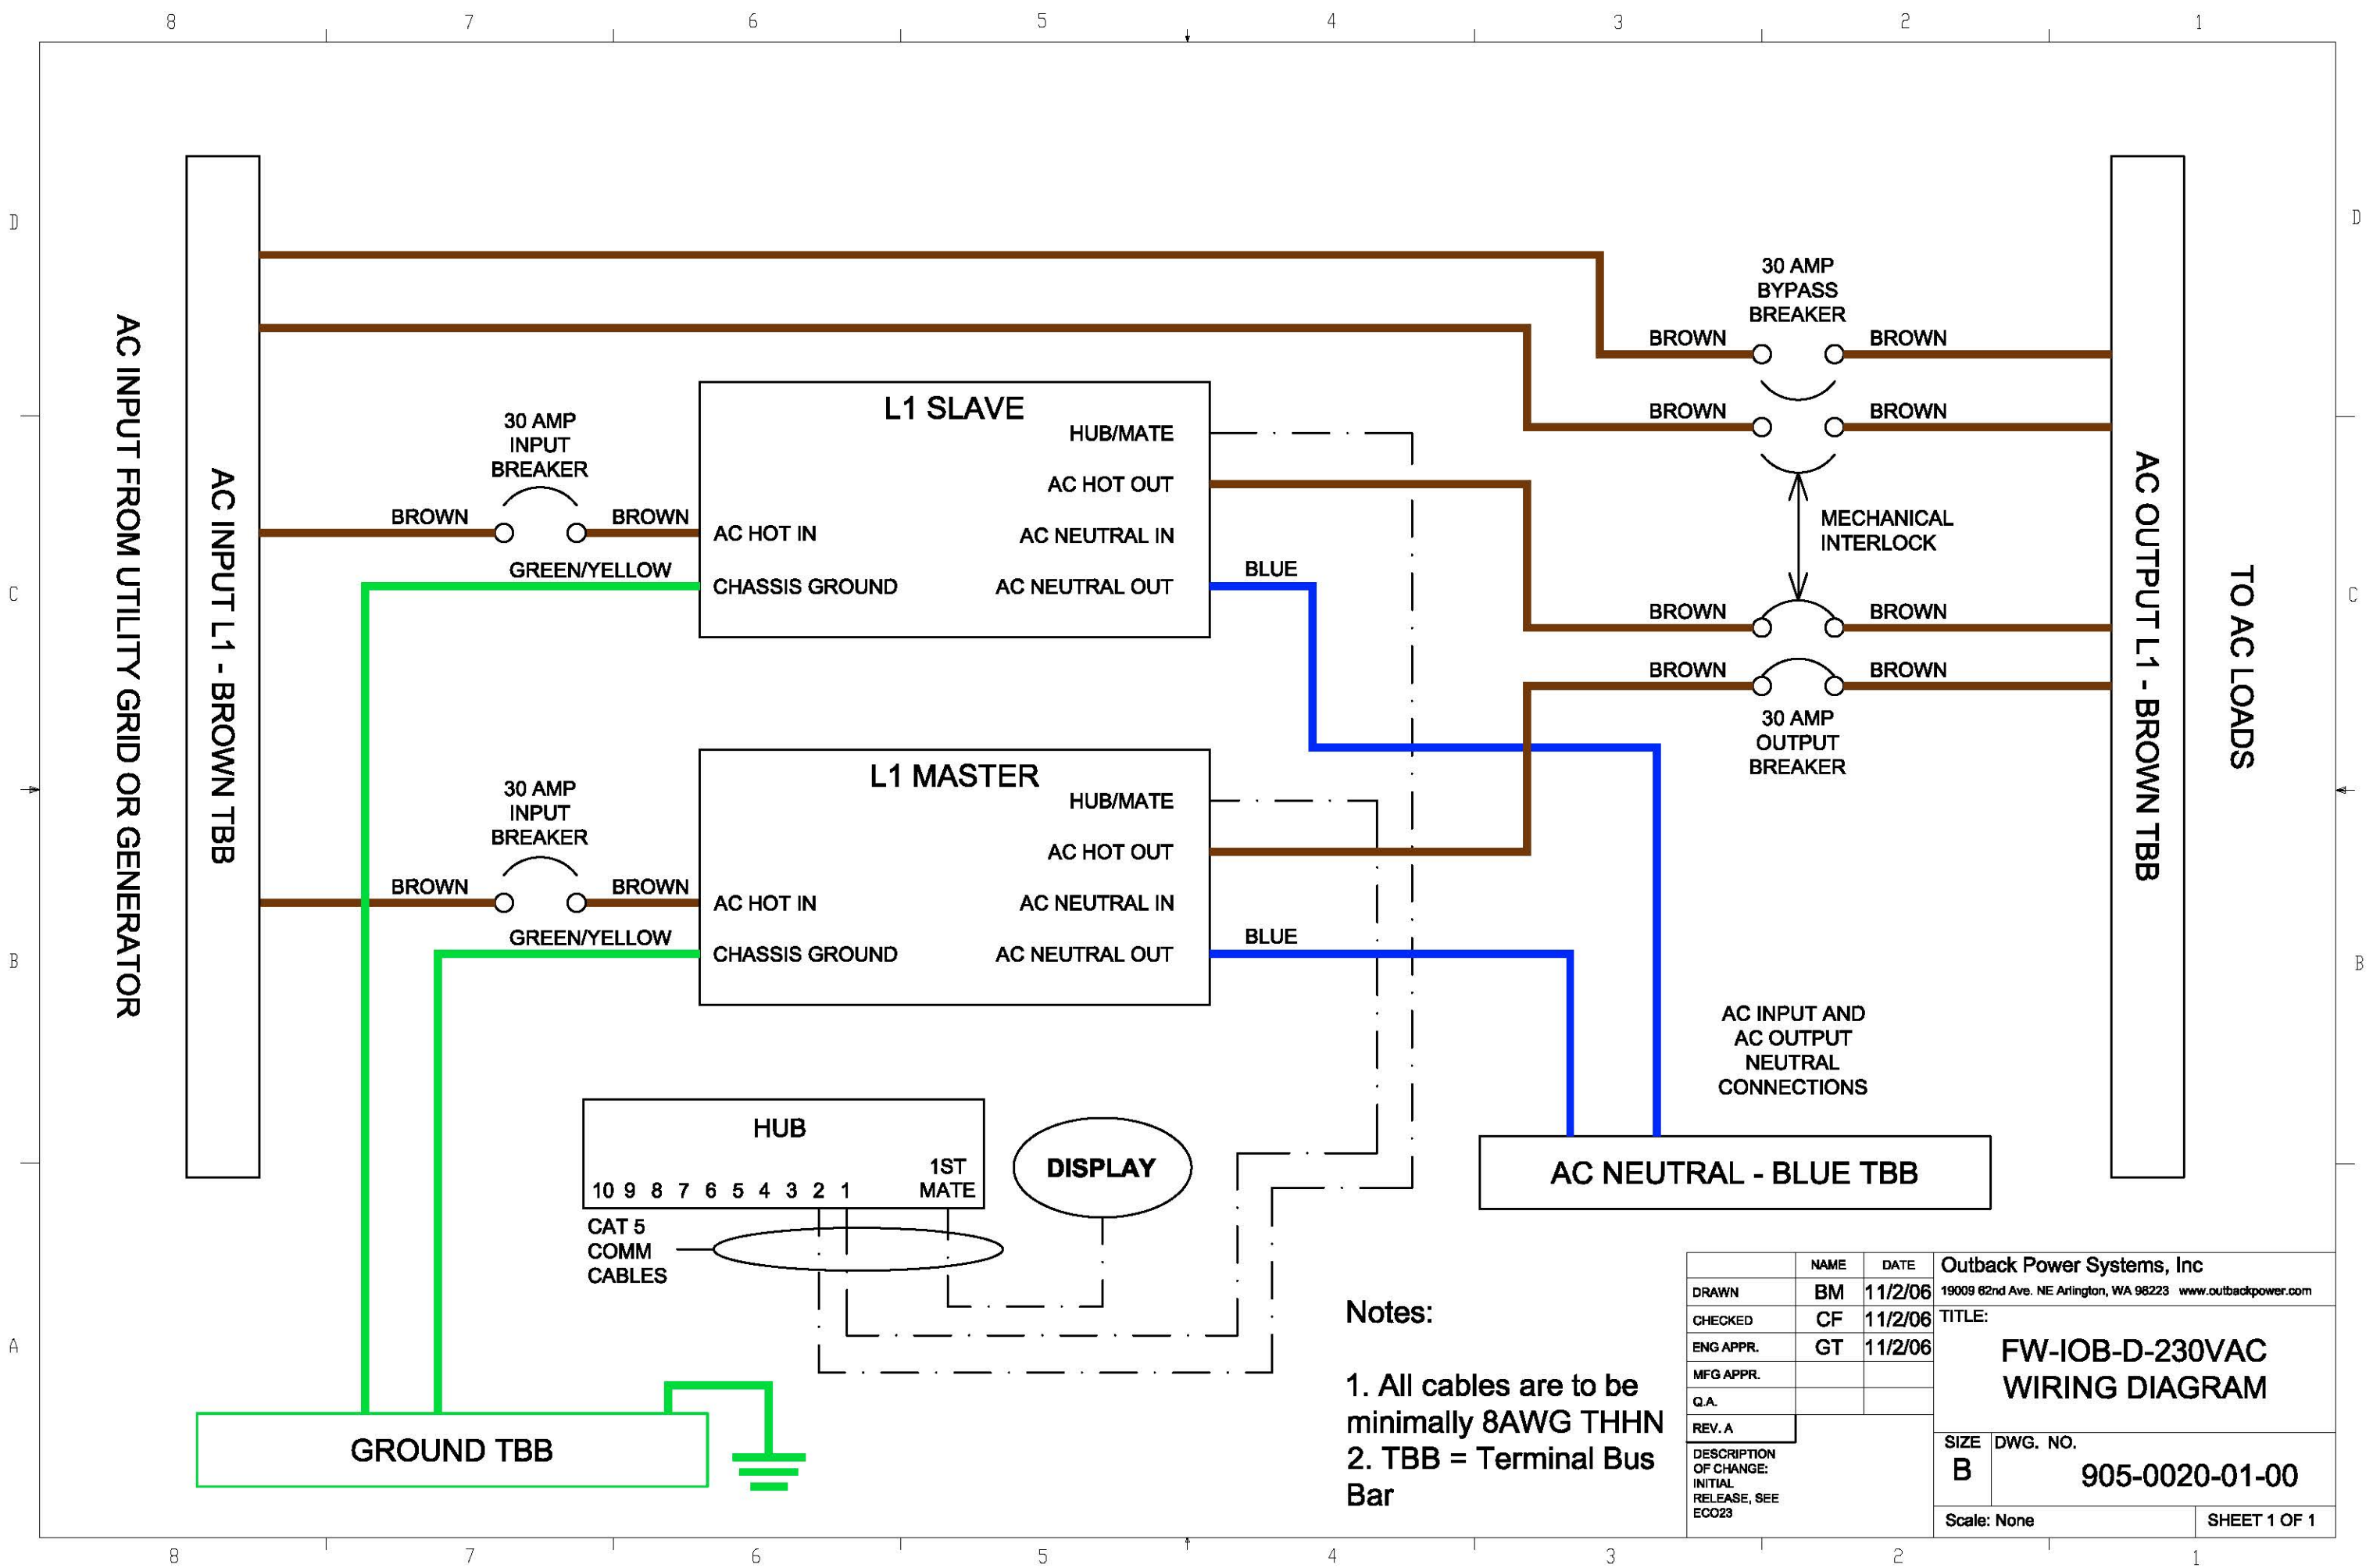 8 7 6 5 4 3 2 1
D
D
C
C
B
B
A
AC INPUT FROM UTILITY GRID OR GENERATOR
AC INPUT L1 - BROWN TBB
30 AMP
INPUT
BREAKER
BROWN
BROWN
GREEN/YELLOW
L1 SLAVE
HUB/MATE
AC HOT OUT
AC HOT IN
AC NEUTRAL IN
CHASSIS GROUND
AC NEUTRAL OUT
BLUE
30 AMP
BYPASS
BREAKER
BROWN
BROWN
BROWN
BROWN
MECHANICAL
INTERLOCK
BROWN
BROWN
BROWN
BROWN
30 AMP
OUTPUT
BREAKER
AC OUTPUT L1 - BROWN TBB
TO AC LOADS
30 AMP
INPUT
BREAKER
BROWN
BROWN
GREEN/YELLOW
L1 MASTER
HUB/MATE
AC HOT OUT
AC HOT IN
AC NEUTRAL IN
CHASSIS GROUND
AC NEUTRAL OUT
BLUE
AC INPUT AND
AC OUTPUT
NEUTRAL
CONNECTIONS
AC NEUTRAL - BLUE TBB
HUB
1ST
10 9 8 7 6 5 4 3 2 1 MATE
DISPLAY
CAT 5
COMM
CABLES
GROUND TBB
Notes:
1. All cables are to be
minimally 8AWG THHN
2. TBB = Terminal Bus
Bar
NAME DATE
DRAWN BM 11/2/06
CHECKED CF 11/2/06
ENG APPR. GT 11/2/06
MFG APPR.
Q.A.
REV. A
DESCRIPTION
OF CHANGE:
INITIAL
RELEASE, SEE
ECO23
Outback Power Systems, Inc
19009 62nd Ave. NE Arlington, WA 98223 www.outbackpower.com
TITLE:
FW-IOB-D-230VAC
WIRING DIAGRAM
SIZE
B
DWG. NO.
905-0020-01-00
Scale: None
SHEET 1 OF 1
8 7 6 5 4 3 2 1